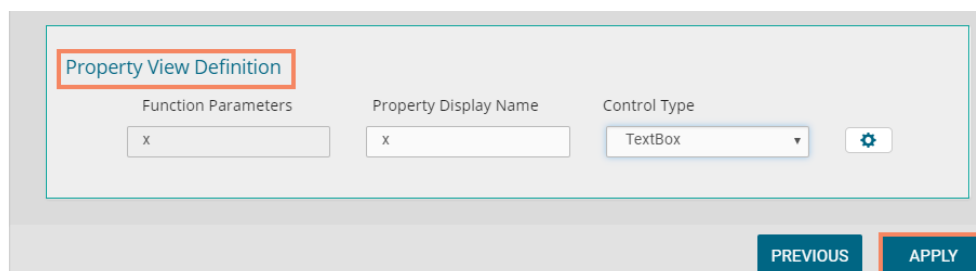 Property View Definition
Function Parameters Property Display Name Control Type
x x TextBox
PREVIOUS APPLY